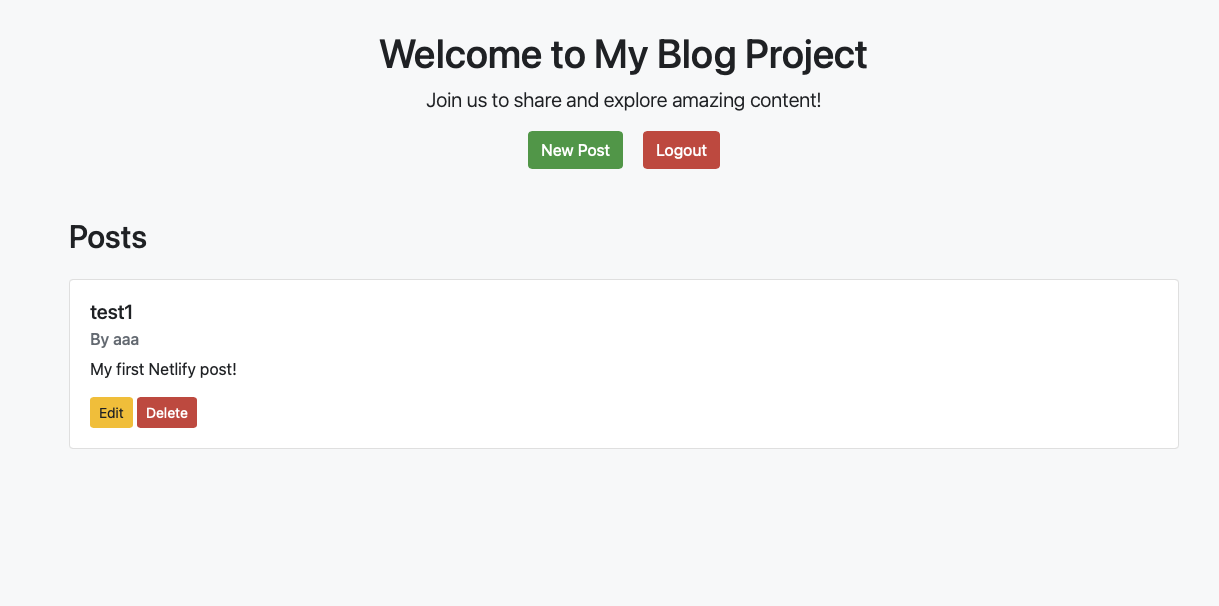 Welcome to My Blog Project
Join us to share and explore amazing content!
New Post Logout
Posts
test1
By aaa
My first Netlify post!
Edit Delete